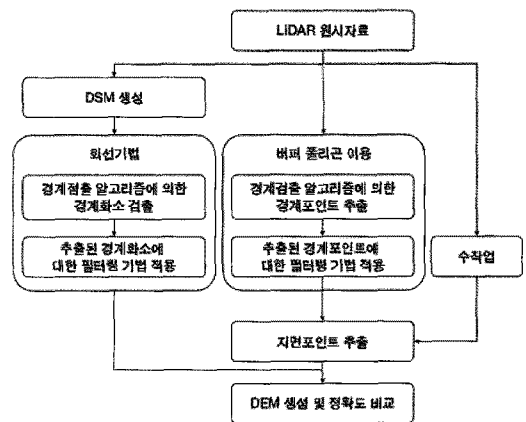 LiDAR 원시자료
DSM 생성
회선기법
버퍼 폴리곤 이용
경계검출 알고리즘에 의한
경계화소 검출
경계검출 알고리즘에 의한
경계포인트 추출
추출된 경계화소에
대한 필터링 기법 적용
추출된 경계포인트에
대한 필터링 기법 적용
수작업
지면포인트 추출
DEM 생성 및 정확도 비교